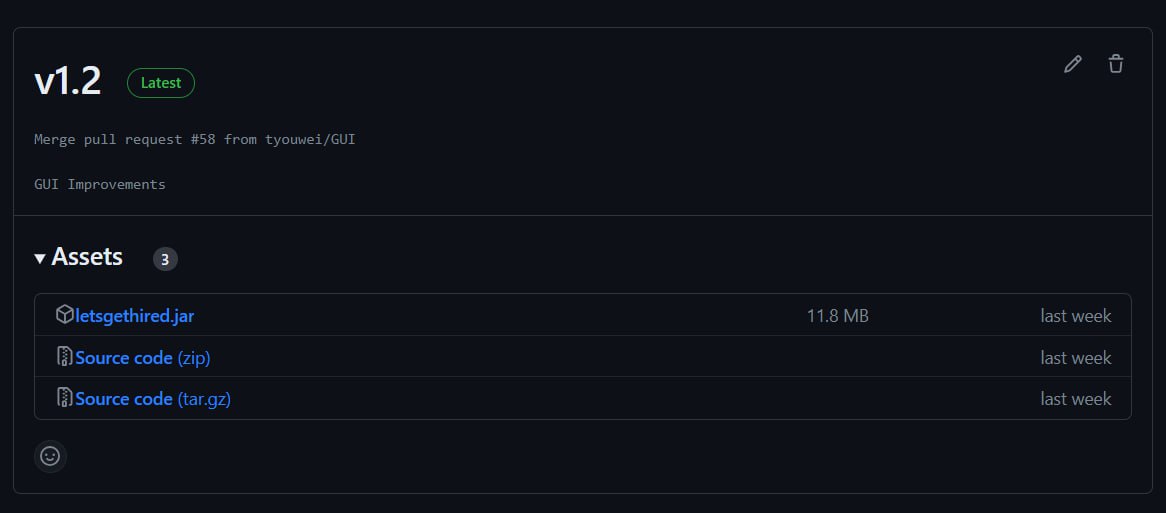 v1.2 Latest
Merge pull request #58 from tyouwei/GUI
GUI Improvements
Assets 3
letsgethired.jar 11.8 MB last week
Source code (zip) last week
Source code (tar.gz) last week